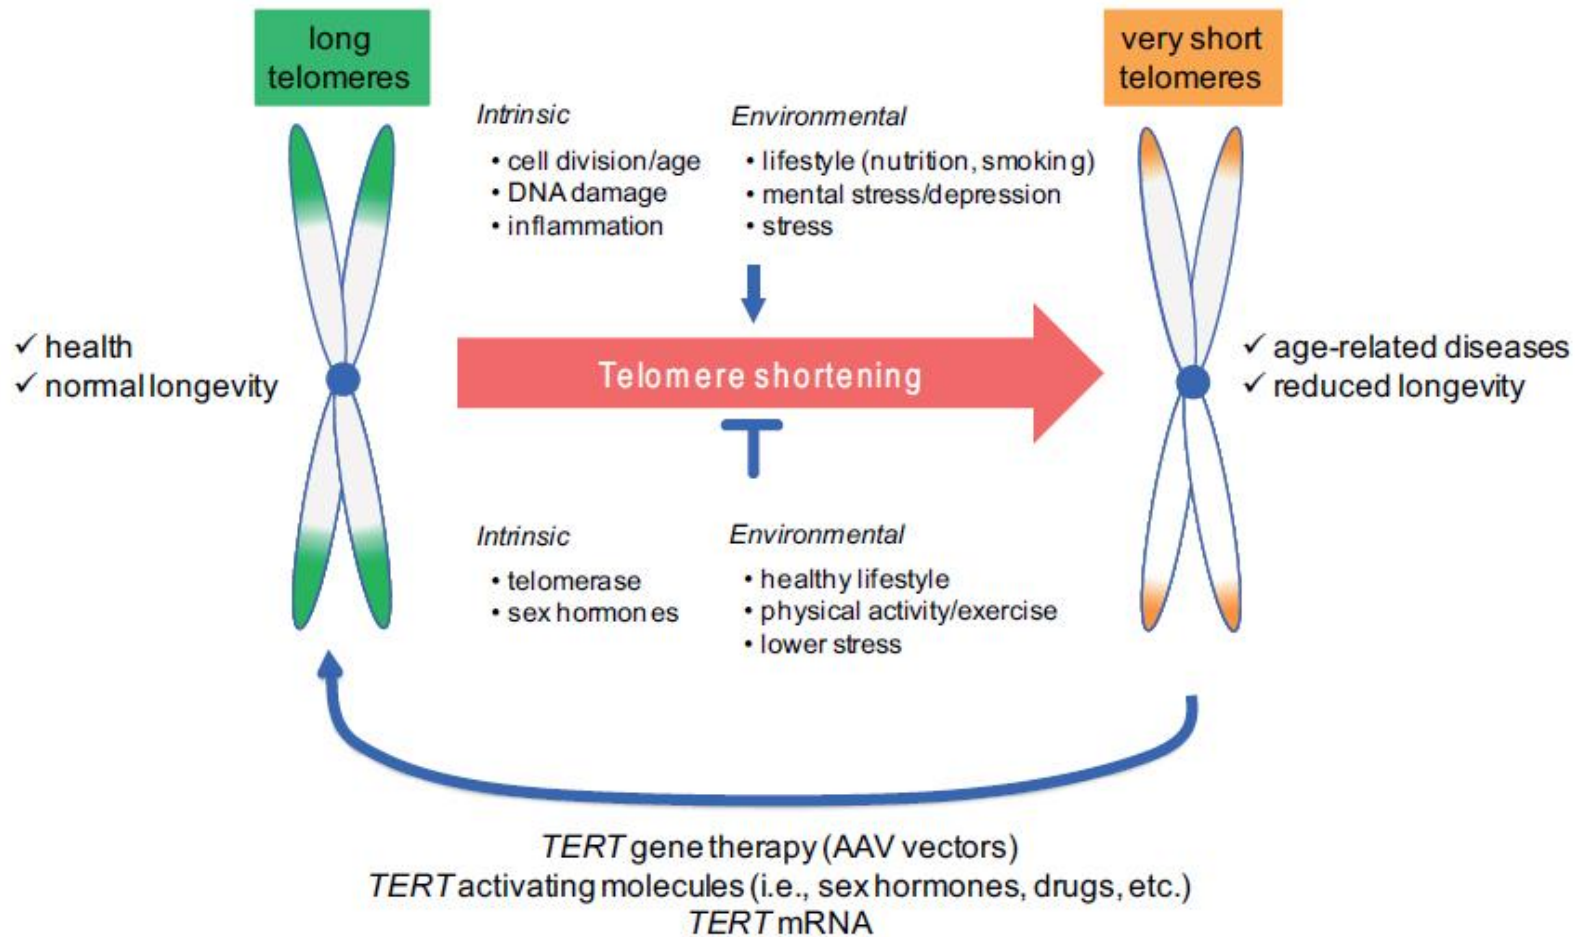 long
telomeres
very short
telomeres
Intrinsic
• cell division/age
• DNA damage
• inflammation
Environmental
• lifestyle (nutrition, smoking)
• mental stress/depression
• stress
✓ health
✓ normal longevity
Telomere shortening
✓ age-related diseases
✓ reduced longevity
Intrinsic
• telomerase
• sex hormones
Environmental
• healthy lifestyle
• physical activity/exercise
• lower stress
TERT gene therapy (AAV vectors)
TERT activating molecules (i.e., sex hormones, drugs, etc.)
TERT mRNA